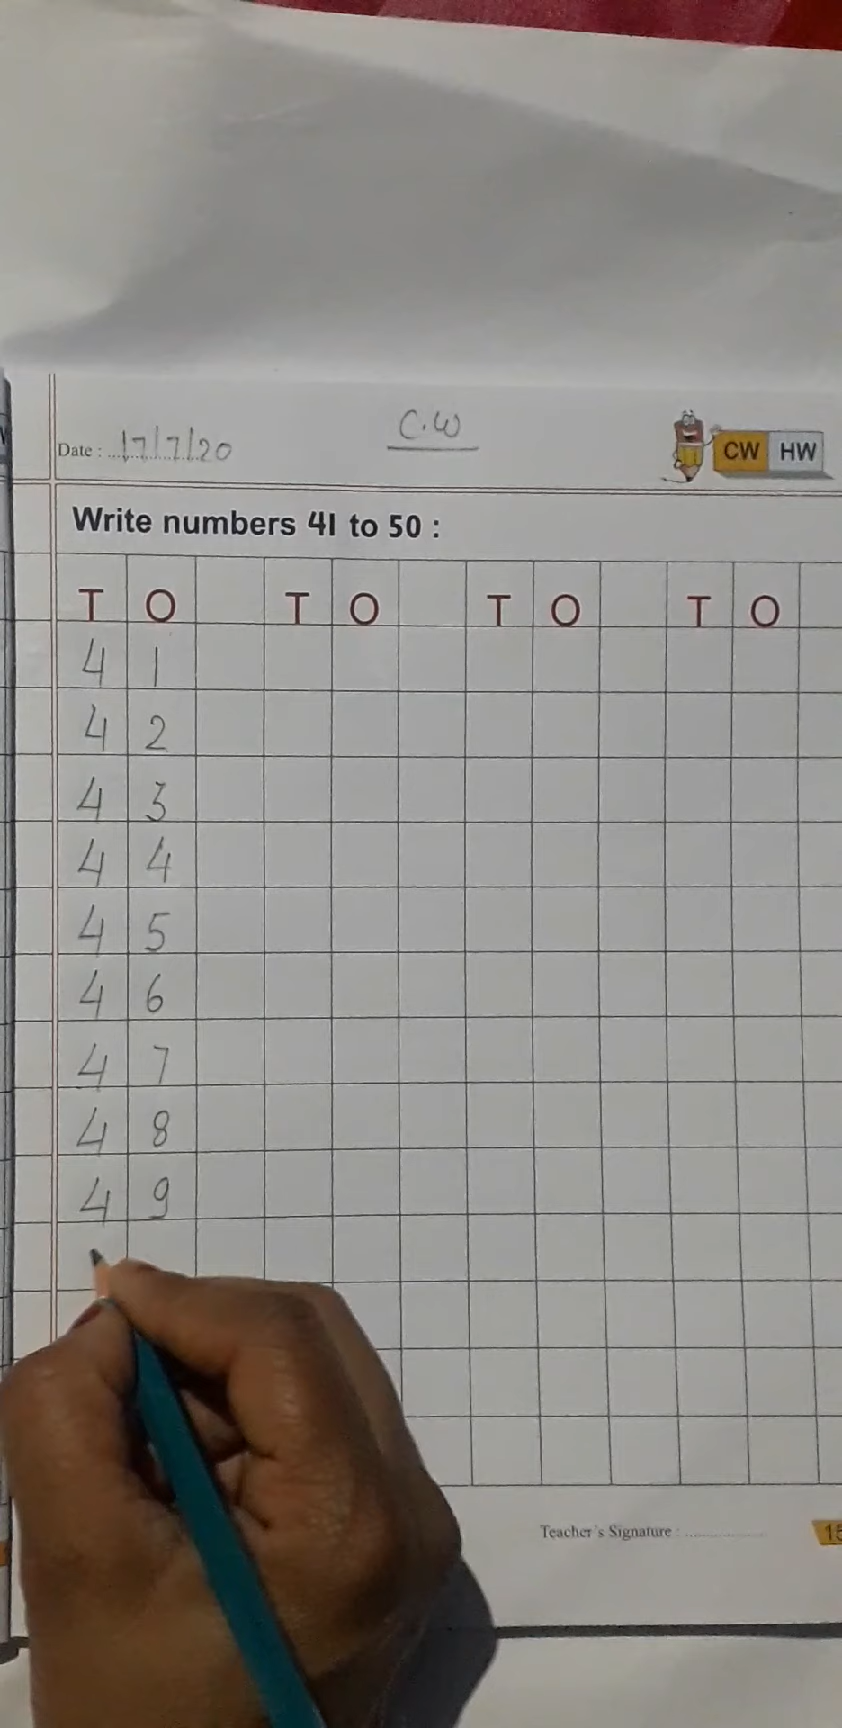 C.W
Date : 17/7/20
CW HW
Write numbers 41 to 50 :
T O T O T O T O
4 1
4 2
4 3
4 4
4 5
4 6
4 7
4 8
4 9
Teacher's Signature :